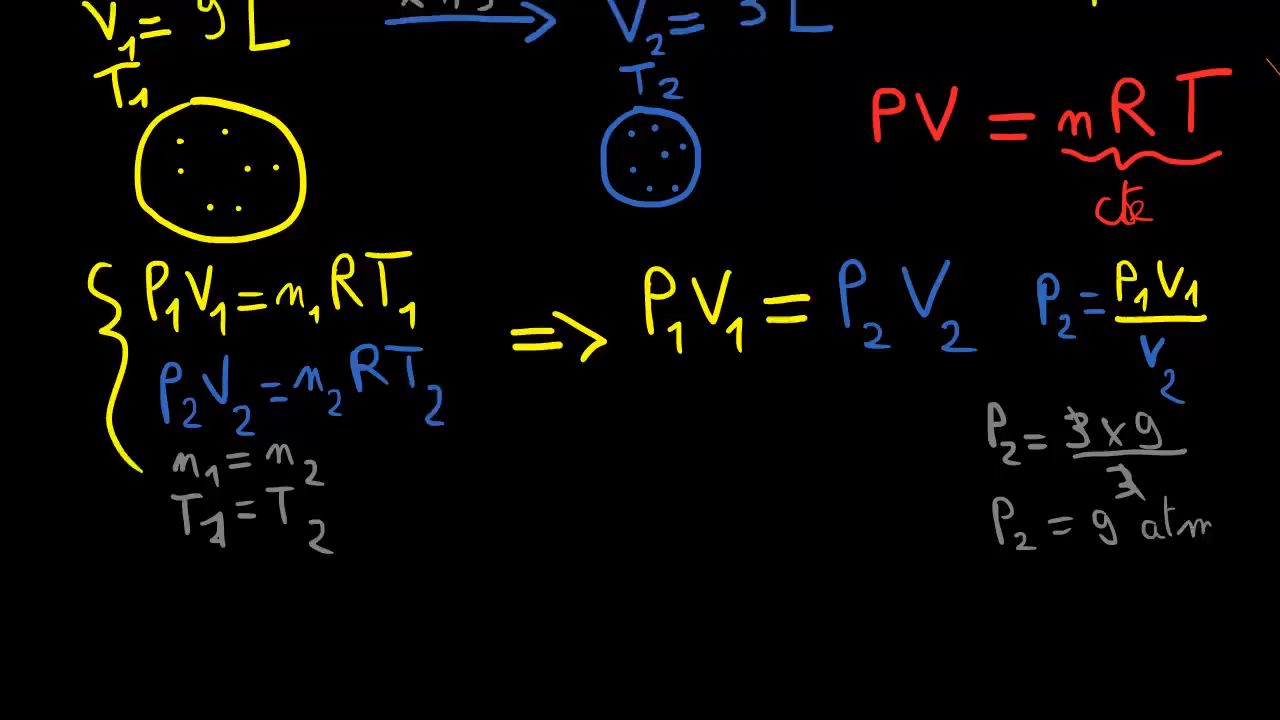 V₁ = 9 L
V₂ = 3 L
T₁
T₂
PV = nRT
cte
P₁V₁ = n₁RT₁
P₂V₂ = n₂RT₂
n₁ = n₂
T₁ = T₂
=> P₁V₁ = P₂V₂
P₂ = P₁V₁ / V₂
P₂ = 3 x 9 / 3
P₂ = 9 atm